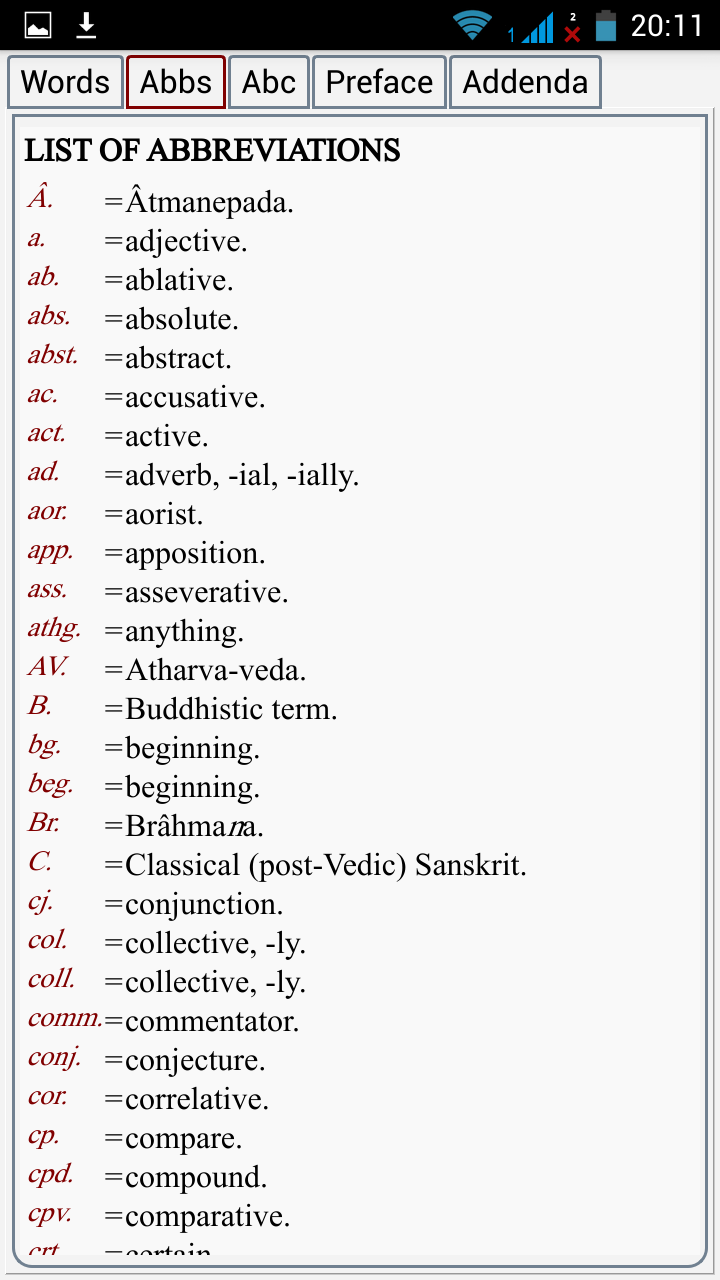 1 2 20:11
Words Abbs Abc Preface Addenda
LIST OF ABBREVIATIONS
Â. =Âtmanepada.
a. =adjective.
ab. =ablative.
abs. =absolute.
abst. =abstract.
ac. =accusative.
act. =active.
ad. =adverb, -ial, -ially.
aor. =aorist.
app. =apposition.
ass. =asseverative.
athg. =anything.
AV. =Atharva-veda.
B. =Buddhistic term.
bg. =beginning.
beg. =beginning.
Br. =Brâhmana.
C. =Classical (post-Vedic) Sanskrit.
cj. =conjunction.
col. =collective, -ly.
coll. =collective, -ly.
comm.=commentator.
conj. =conjecture.
cor. =correlative.
cp. =compare.
cpd. =compound.
cpv. =comparative.
crt. =certain